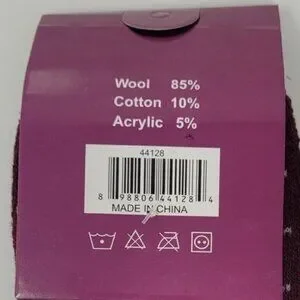 Wool 85%
Cotton 10%
Acrylic 5%
44128
8 98806 44128 4
MADE IN CHINA